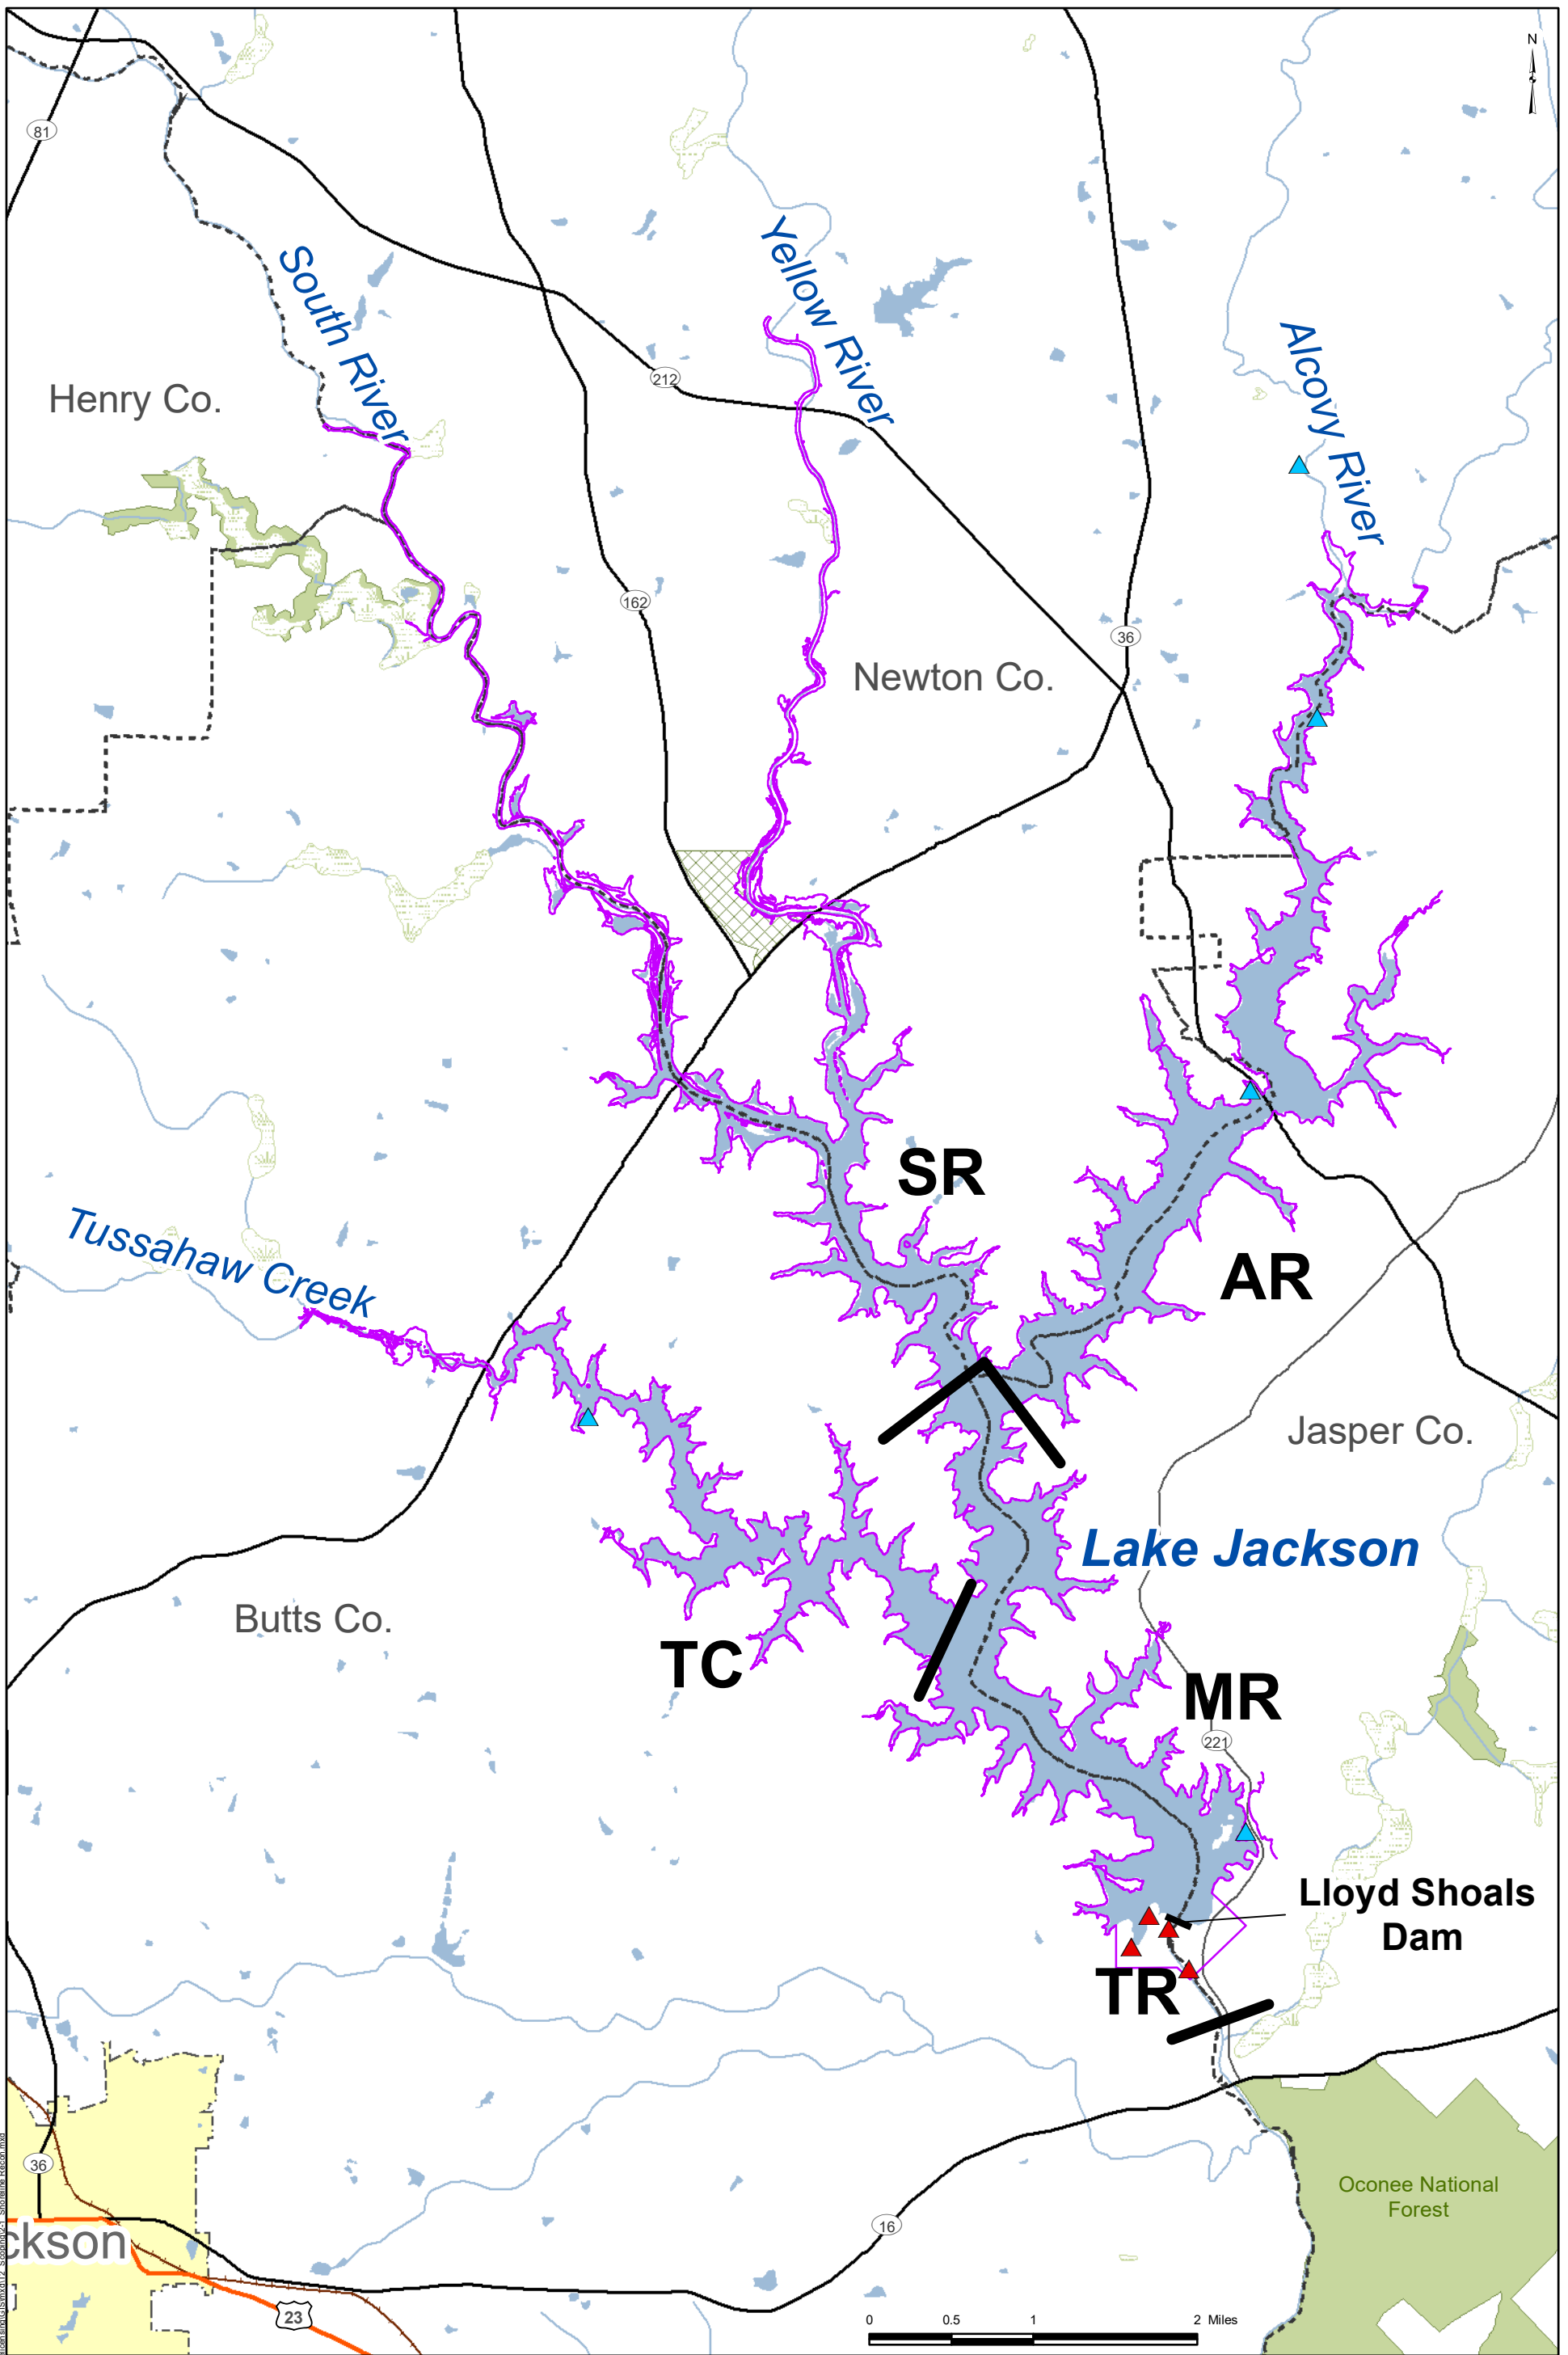 N
81
South River
Yellow River
Alcovy River
212
Henry Co.
162
36
Newton Co.
SR
Tussahaw Creek
AR
Jasper Co.
Lake Jackson
Butts Co.
TC
MR
221
Lloyd Shoals
Dam
TR
36
Oconee National
Forest
16
ckson
23
0 0.5 1 2 Miles